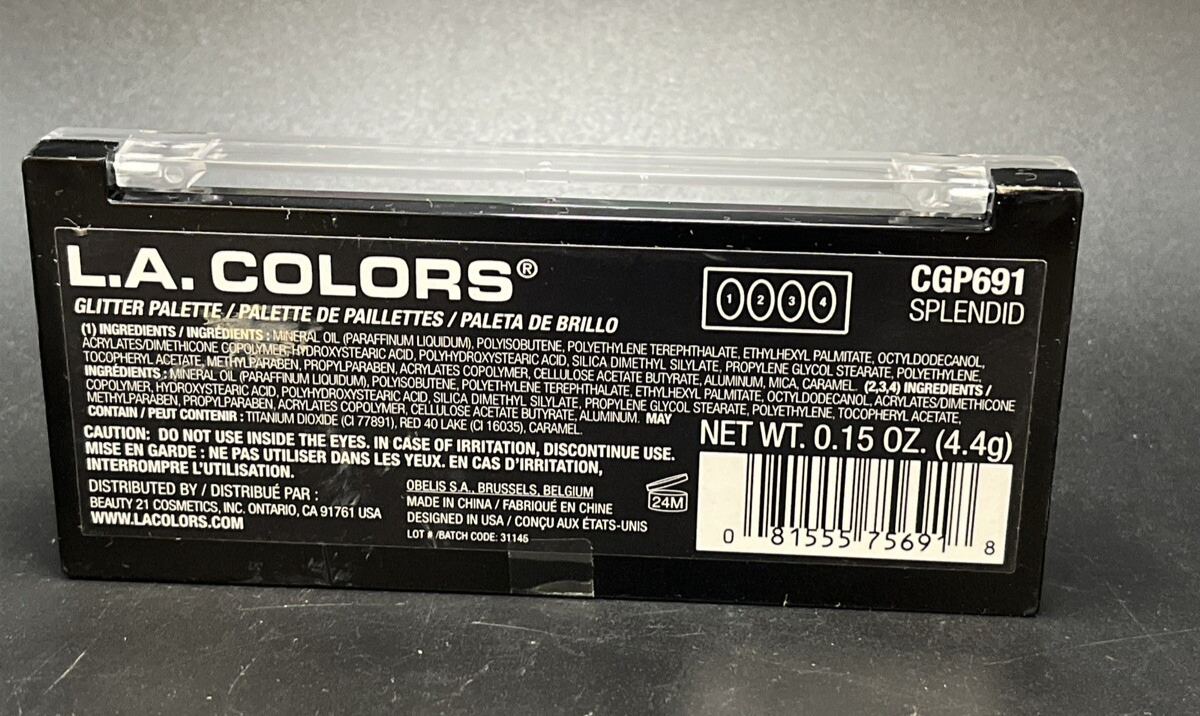 L.A. COLORS®
GLITTER PALETTE / PALETTE DE PAILLETTES / PALETA DE BRILLO
1 2 3 4
CGP691
SPLENDID
(1) INGREDIENTS / INGRÉDIENTS : MINERAL OIL (PARAFFINUM LIQUIDUM), POLYISOBUTENE, POLYETHYLENE TEREPHTHALATE, ETHYLHEXYL PALMITATE, OCTYLDODECANOL,
ACRYLATES/DIMETHICONE COPOLYMER, HYDROXYSTEARIC ACID, POLYHYDROXYSTEARIC ACID, SILICA DIMETHYL SILYLATE, PROPYLENE GLYCOL STEARATE, POLYETHYLENE,
TOCOPHERYL ACETATE, METHYLPARABEN, PROPYLPARABEN, ACRYLATES COPOLYMER, CELLULOSE ACETATE BUTYRATE, ALUMINUM, MICA, CARAMEL. (2,3,4) INGREDIENTS /
INGRÉDIENTS : MINERAL OIL (PARAFFINUM LIQUIDUM), POLYISOBUTENE, POLYETHYLENE TEREPHTHALATE, ETHYLHEXYL PALMITATE, OCTYLDODECANOL, ACRYLATES/DIMETHICONE
COPOLYMER, HYDROXYSTEARIC ACID, POLYHYDROXYSTEARIC ACID, SILICA DIMETHYL SILYLATE, PROPYLENE GLYCOL STEARATE, POLYETHYLENE, TOCOPHERYL ACETATE,
METHYLPARABEN, PROPYLPARABEN, ACRYLATES COPOLYMER, CELLULOSE ACETATE BUTYRATE, ALUMINUM. MAY
CONTAIN / PEUT CONTENIR : TITANIUM DIOXIDE (CI 77891), RED 40 LAKE (CI 16035), CARAMEL.
CAUTION: DO NOT USE INSIDE THE EYES. IN CASE OF IRRITATION, DISCONTINUE USE.
MISE EN GARDE : NE PAS UTILISER DANS LES YEUX. EN CAS D'IRRITATION,
INTERROMPRE L'UTILISATION.
DISTRIBUTED BY / DISTRIBUÉ PAR :
BEAUTY 21 COSMETICS, INC. ONTARIO, CA 91761 USA
WWW.LACOLORS.COM
OBELIS S.A., BRUSSELS, BELGIUM
MADE IN CHINA / FABRIQUÉ EN CHINE
DESIGNED IN USA / CONÇU AUX ÉTATS-UNIS
LOT # /BATCH CODE: 31145
24M
NET WT. 0.15 OZ. (4.4g)
0 81555 75691 8